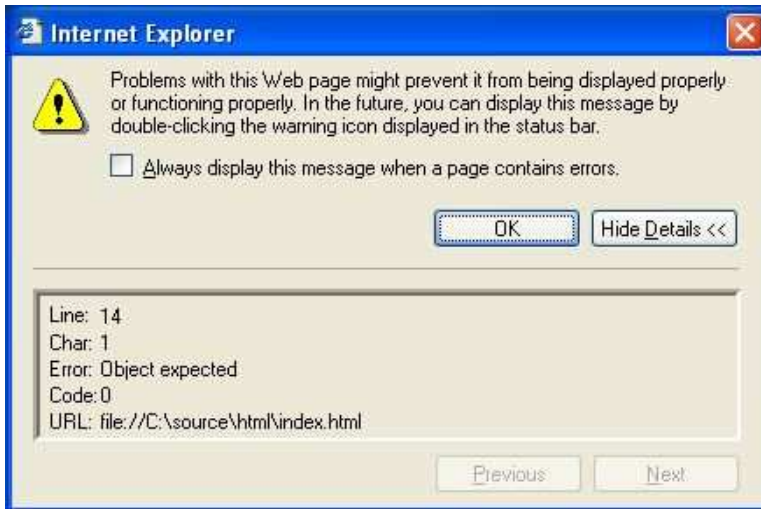 Internet Explorer
Problems with this Web page might prevent it from being displayed properly
or functioning properly. In the future, you can display this message by
double-clicking the warning icon displayed in the status bar.
Always display this message when a page contains errors.
OK
Hide Details <<
Line: 14
Char: 1
Error: Object expected
Code: 0
URL: file://C:\source\html\index.html
Previous
Next